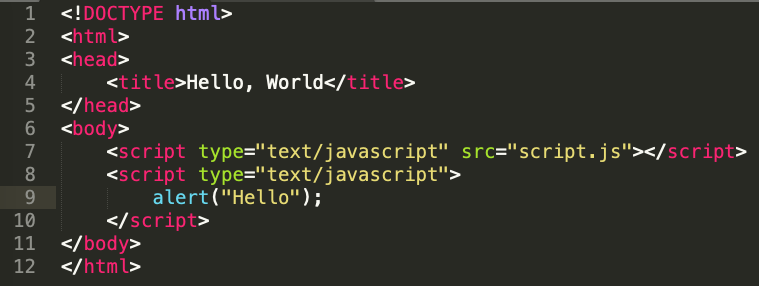 1 <!DOCTYPE html>
2 <html>
3 <head>
4     <title>Hello, World</title>
5 </head>
6 <body>
7     <script type="text/javascript" src="script.js"></script>
8     <script type="text/javascript">
9         alert("Hello");
10     </script>
11 </body>
12 </html>